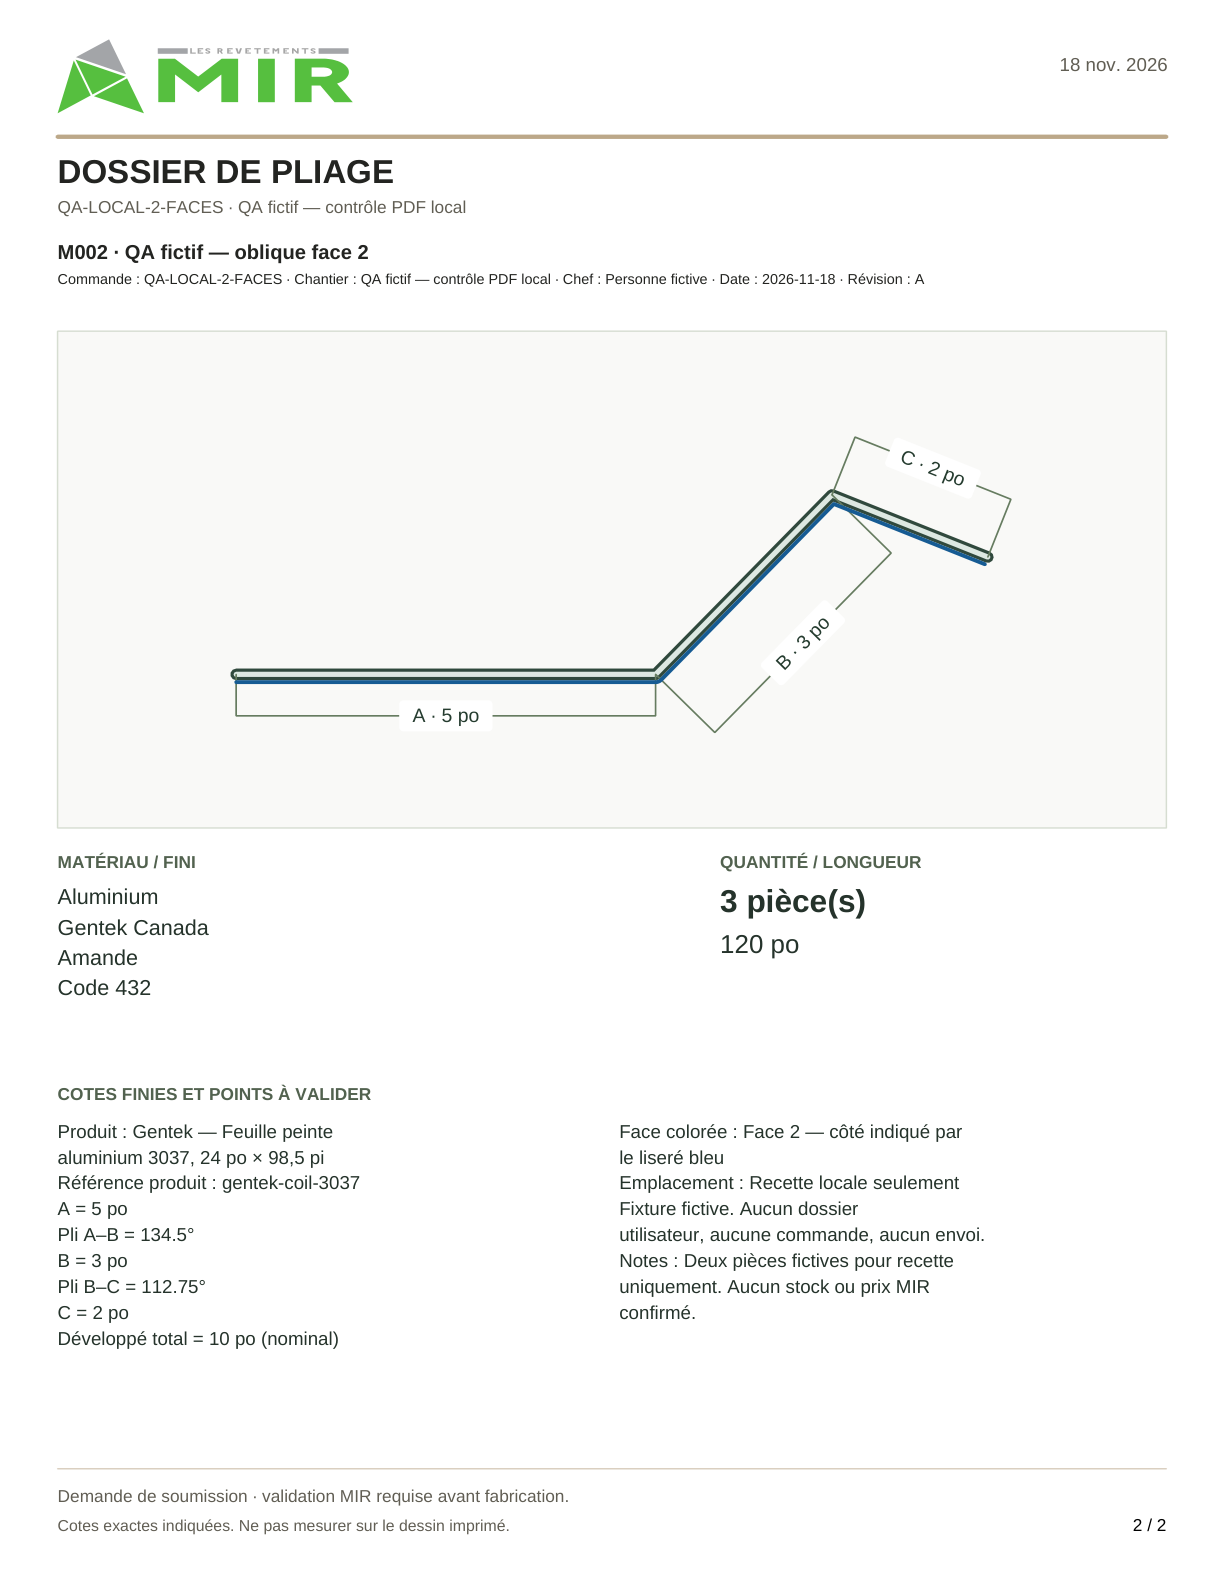 LES REVETEMENTS
MIR
18 nov. 2026
DOSSIER DE PLIAGE
QA-LOCAL-2-FACES · QA fictif — contrôle PDF local
M002 · QA fictif — oblique face 2
Commande : QA-LOCAL-2-FACES · Chantier : QA fictif — contrôle PDF local · Chef : Personne fictive · Date : 2026-11-18 · Révision : A
C · 2 po
B · 3 po
A · 5 po
MATÉRIAU / FINI
Aluminium
Gentek Canada
Amande
Code 432
QUANTITÉ / LONGUEUR
3 pièce(s)
120 po
COTES FINIES ET POINTS À VALIDER
Produit : Gentek — Feuille peinte
aluminium 3037, 24 po × 98,5 pi
Référence produit : gentek-coil-3037
A = 5 po
Pli A–B = 134.5°
B = 3 po
Pli B–C = 112.75°
C = 2 po
Développé total = 10 po (nominal)
Face colorée : Face 2 — côté indiqué par
le liseré bleu
Emplacement : Recette locale seulement
Fixture fictive. Aucun dossier
utilisateur, aucune commande, aucun envoi.
Notes : Deux pièces fictives pour recette
uniquement. Aucun stock ou prix MIR
confirmé.
Demande de soumission · validation MIR requise avant fabrication.
Cotes exactes indiquées. Ne pas mesurer sur le dessin imprimé.
2 / 2